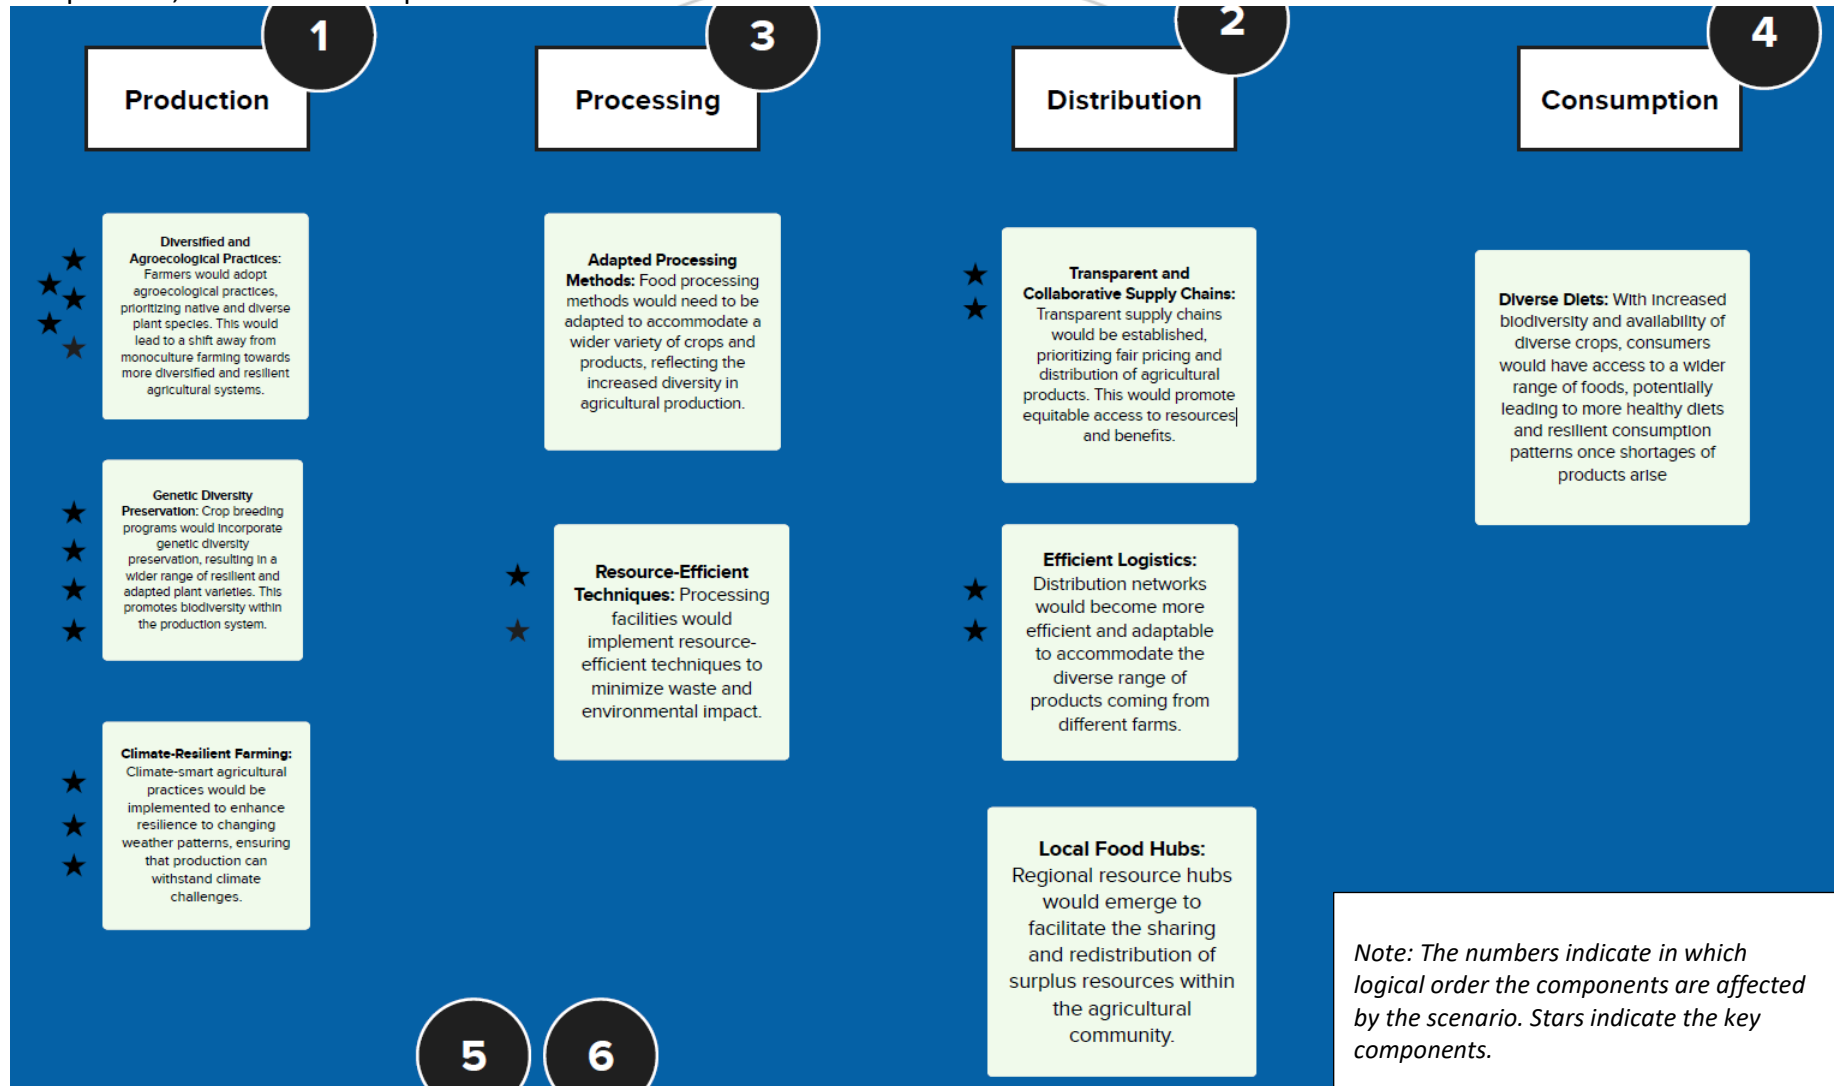 1
3
2
4
Production
Processing
Distribution
Consumption
Diversified and
Agroecological Practices:
Farmers would adopt
agroecological practices,
prioritizing native and diverse
plant species. This would
lead to a shift away from
monoculture farming towards
more diversified and resilient
agricultural systems.
Genetic Diversity
Preservation: Crop breeding
programs would incorporate
genetic diversity
preservation, resulting in a
wider range of resilient and
adapted plant varieties. This
promotes biodiversity within
the production system.
Climate-Resilient Farming:
Climate-smart agricultural
practices would be
implemented to enhance
resilience to changing
weather patterns, ensuring
that production can
withstand climate
challenges.
Adapted Processing
Methods: Food processing
methods would need to be
adapted to accommodate a
wider variety of crops and
products, reflecting the
increased diversity in
agricultural production.
Resource-Efficient
Techniques: Processing
facilities would
implement resource-
efficient techniques to
minimize waste and
environmental impact.
Transparent and
Collaborative Supply Chains:
Transparent supply chains
would be established,
prioritizing fair pricing and
distribution of agricultural
products. This would promote
equitable access to resources
and benefits.
Efficient Logistics:
Distribution networks
would become more
efficient and adaptable
to accommodate the
diverse range of
products coming from
different farms.
Local Food Hubs:
Regional resource hubs
would emerge to
facilitate the sharing
and redistribution of
surplus resources within
the agricultural
community.
Diverse Diets: With increased
biodiversity and availability of
diverse crops, consumers
would have access to a wider
range of foods, potentially
leading to more healthy diets
and resilient consumption
patterns once shortages of
products arise
5
6
Note: The numbers indicate in which
logical order the components are affected
by the scenario. Stars indicate the key
components.